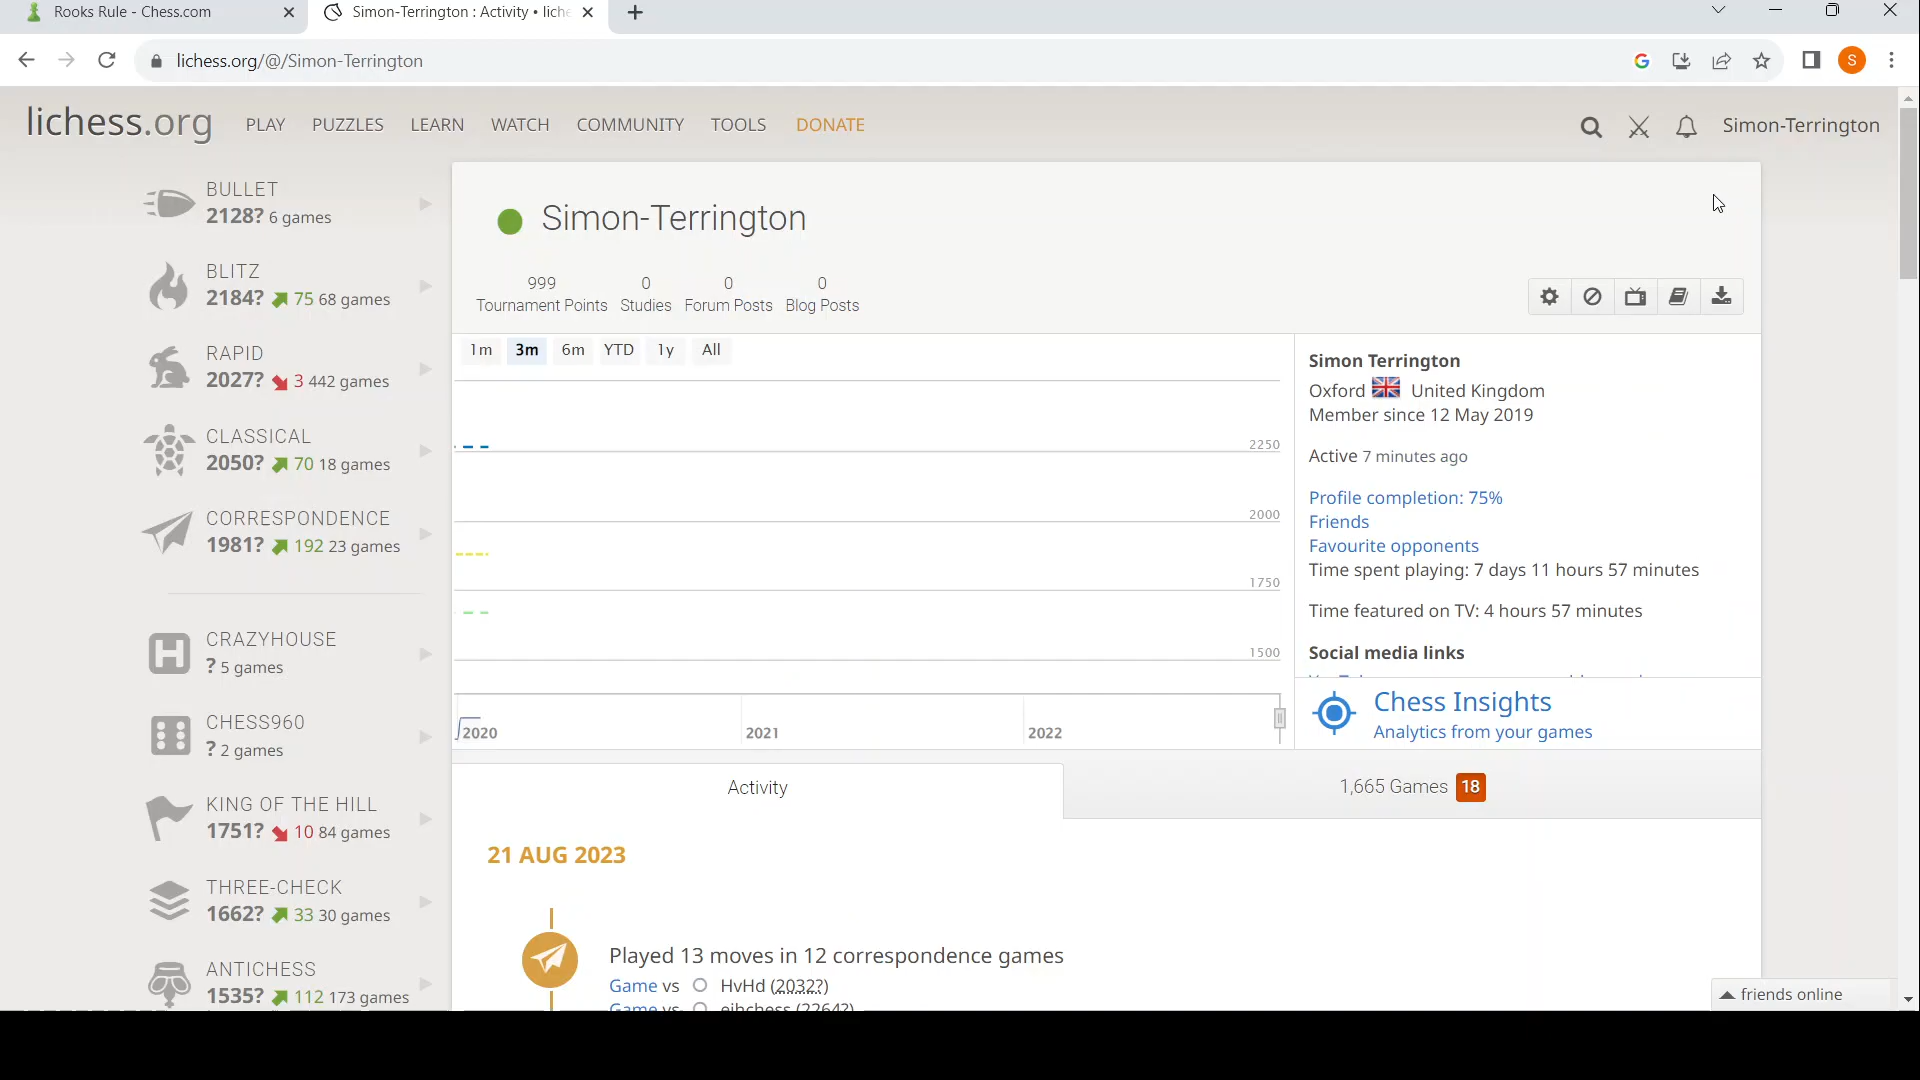 Rooks Rule - Chess.com
Simon-Terrington : Activity • liche
lichess.org/@/Simon-Terrington
S
lichess.org
PLAY PUZZLES LEARN WATCH COMMUNITY TOOLS DONATE
Simon-Terrington
BULLET
2128? 6 games
BLITZ
2184? 75 68 games
RAPID
2027? 3 442 games
CLASSICAL
2050? 70 18 games
CORRESPONDENCE
1981? 192 23 games
CRAZYHOUSE
? 5 games
CHESS960
? 2 games
KING OF THE HILL
1751? 10 84 games
THREE-CHECK
1662? 33 30 games
ANTICHESS
1535? 112 173 games
Simon-Terrington
999 0 0 0
Tournament Points Studies Forum Posts Blog Posts
1m 3m 6m YTD 1y All
2250
2000
1750
1500
2020 2021 2022
Simon Terrington
Oxford United Kingdom
Member since 12 May 2019
Active 7 minutes ago
Profile completion: 75%
Friends
Favourite opponents
Time spent playing: 7 days 11 hours 57 minutes
Time featured on TV: 4 hours 57 minutes
Social media links
Chess Insights
Analytics from your games
Activity
1,665 Games 18
21 AUG 2023
Played 13 moves in 12 correspondence games
Game vs HvHd (2032?)
Game vs eihchess (2264?)
friends online